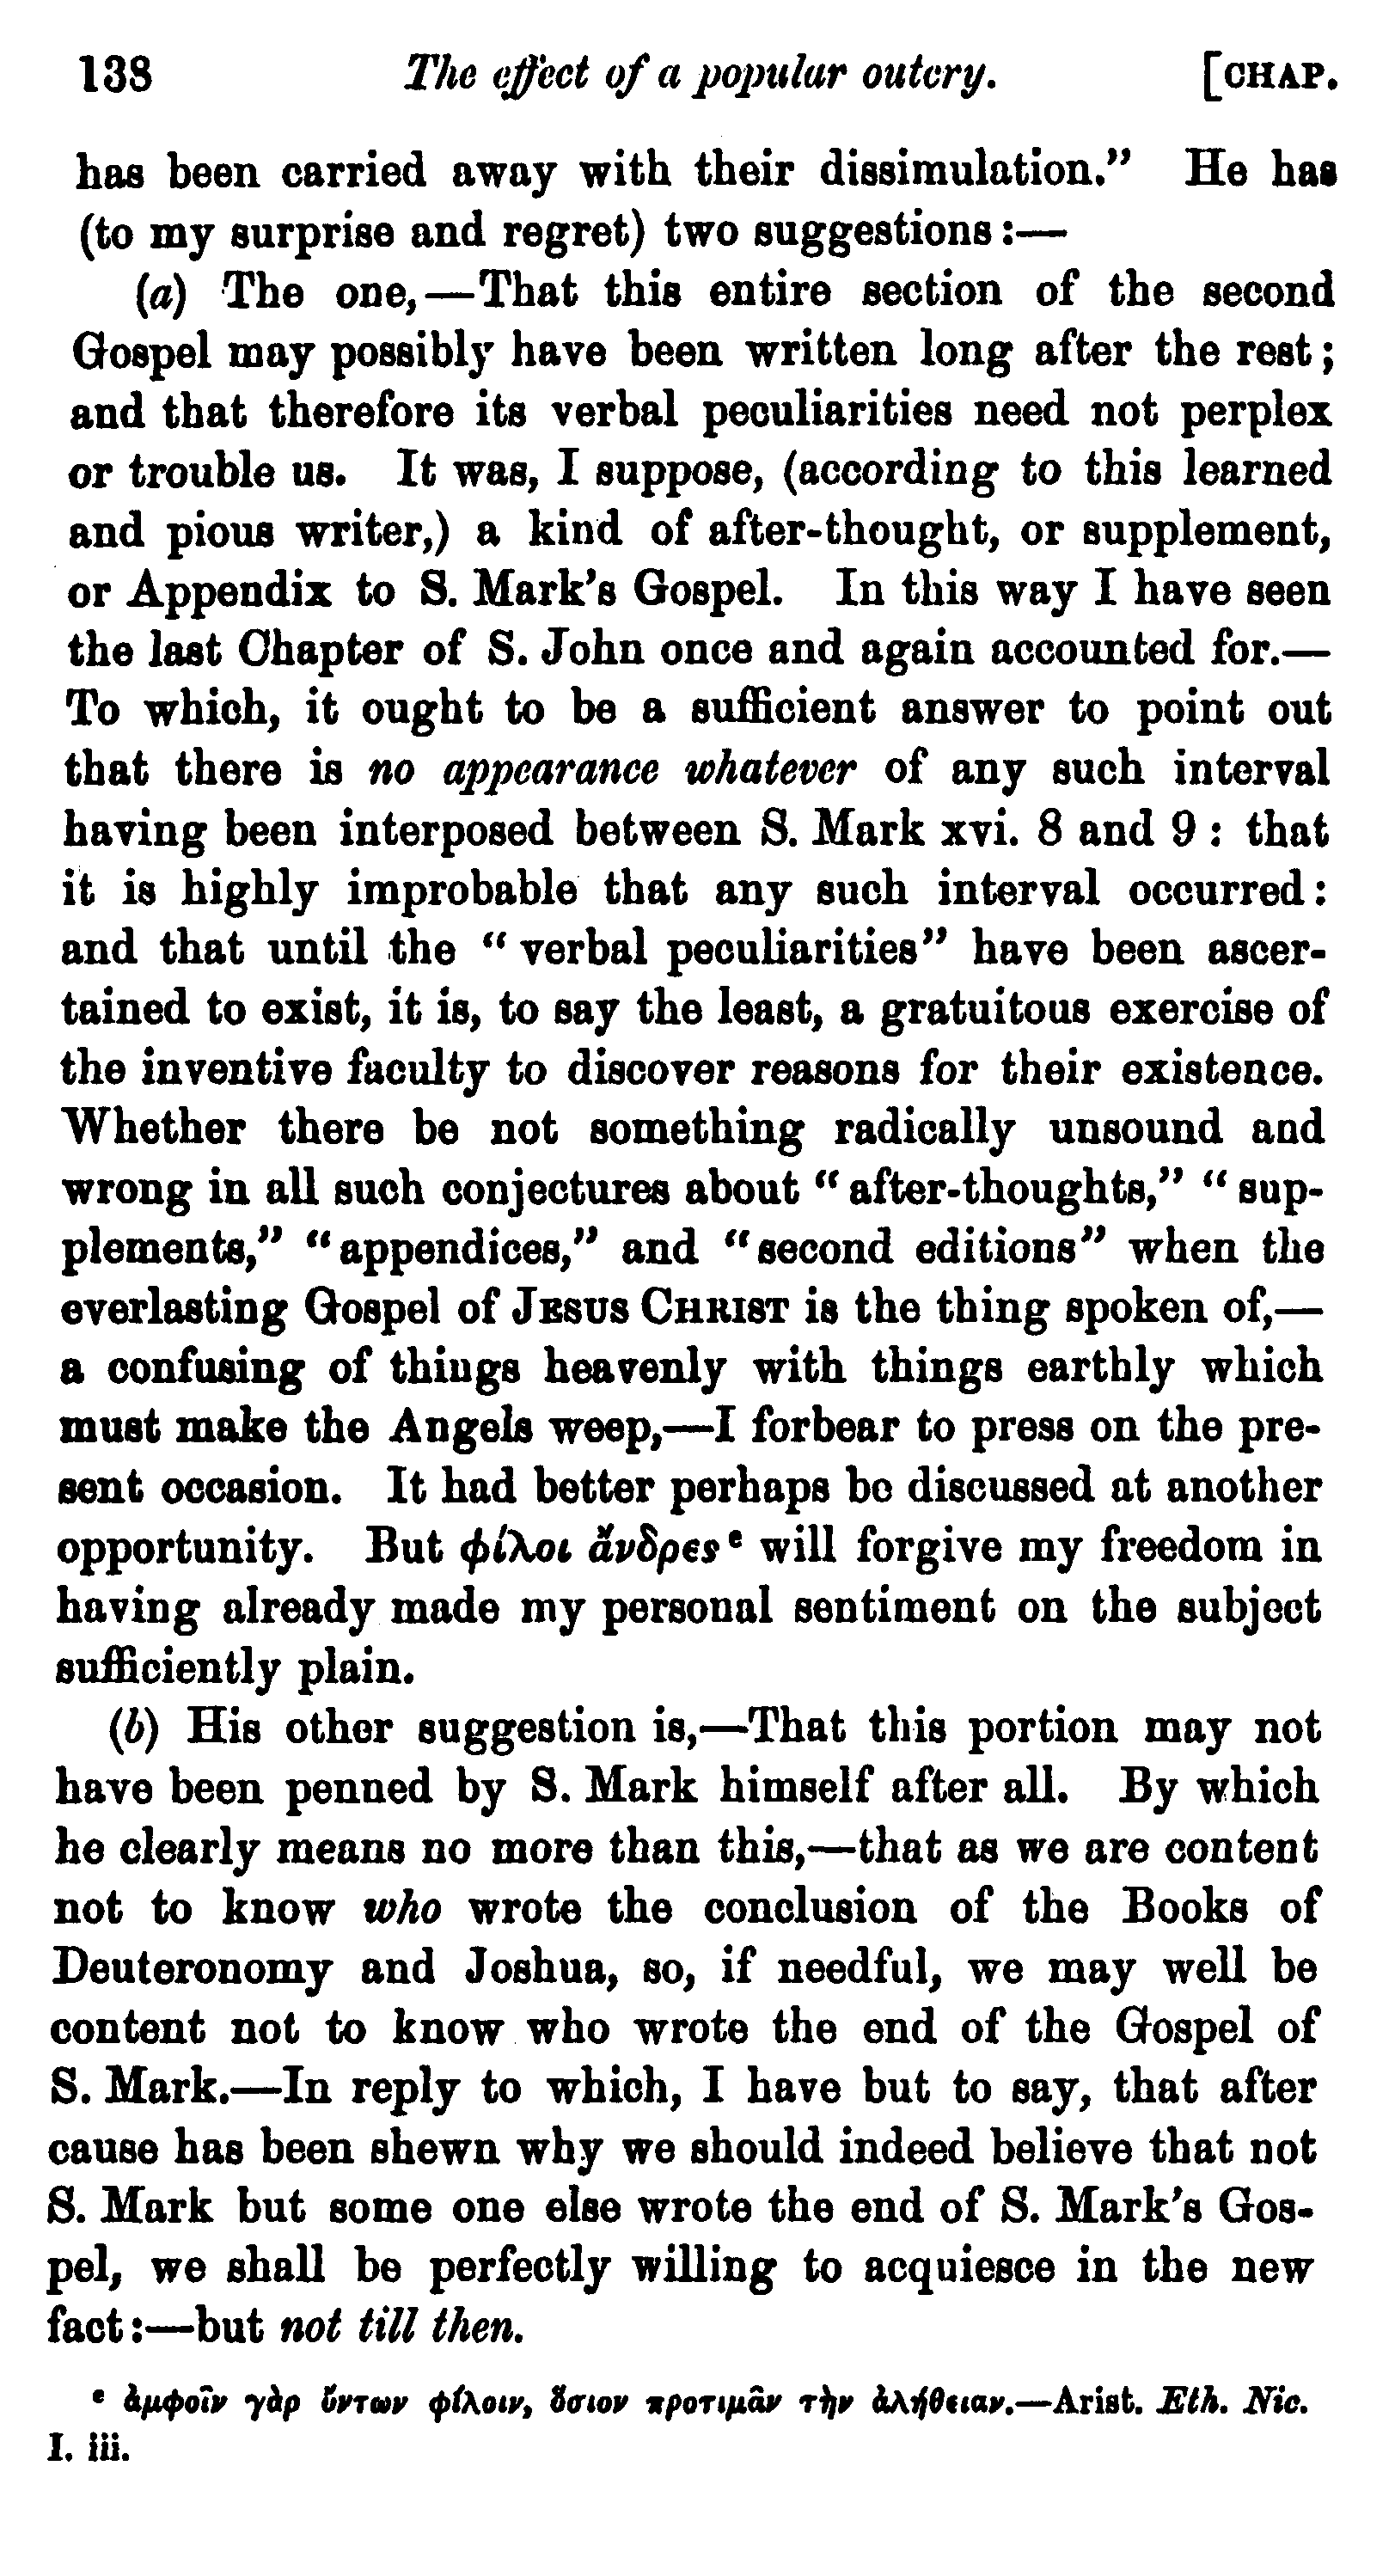 138 The effect of a popular outcry. [CHAP.
has been carried away with their dissimulation." He has
(to my surprise and regret) two suggestions:—
(a) The one,—That this entire section of the second
Gospel may possibly have been written long after the rest;
and that therefore its verbal peculiarities need not perplex
or trouble us. It was, I suppose, (according to this learned
and pious writer,) a kind of after-thought, or supplement,
or Appendix to S. Mark's Gospel. In this way I have seen
the last Chapter of S. John once and again accounted for.—
To which, it ought to be a sufficient answer to point out
that there is no appearance whatever of any such interval
having been interposed between S. Mark xvi. 8 and 9: that
it is highly improbable that any such interval occurred:
and that until the "verbal peculiarities" have been ascer-
tained to exist, it is, to say the least, a gratuitous exercise of
the inventive faculty to discover reasons for their existence.
Whether there be not something radically unsound and
wrong in all such conjectures about "after-thoughts," "sup-
plements," "appendices," and "second editions" when the
everlasting Gospel of JESUS CHRIST is the thing spoken of,—
a confusing of things heavenly with things earthly which
must make the Angels weep,—I forbear to press on the pre-
sent occasion. It had better perhaps be discussed at another
opportunity. But φίλοι ἄνδρες e will forgive my freedom in
having already made my personal sentiment on the subject
sufficiently plain.
(b) His other suggestion is,—That this portion may not
have been penned by S. Mark himself after all. By which
he clearly means no more than this,—that as we are content
not to know who wrote the conclusion of the Books of
Deuteronomy and Joshua, so, if needful, we may well be
content not to know who wrote the end of the Gospel of
S. Mark.—In reply to which, I have but to say, that after
cause has been shewn why we should indeed believe that not
S. Mark but some one else wrote the end of S. Mark's Gos-
pel, we shall be perfectly willing to acquiesce in the new
fact:—but not till then.
e ἀμφοῖν γὰρ ὄντων φίλοιν, ὅσιον προτιμᾶν τὴν ἀλήθειαν.—Arist. Eth. Nic.
I. iii.